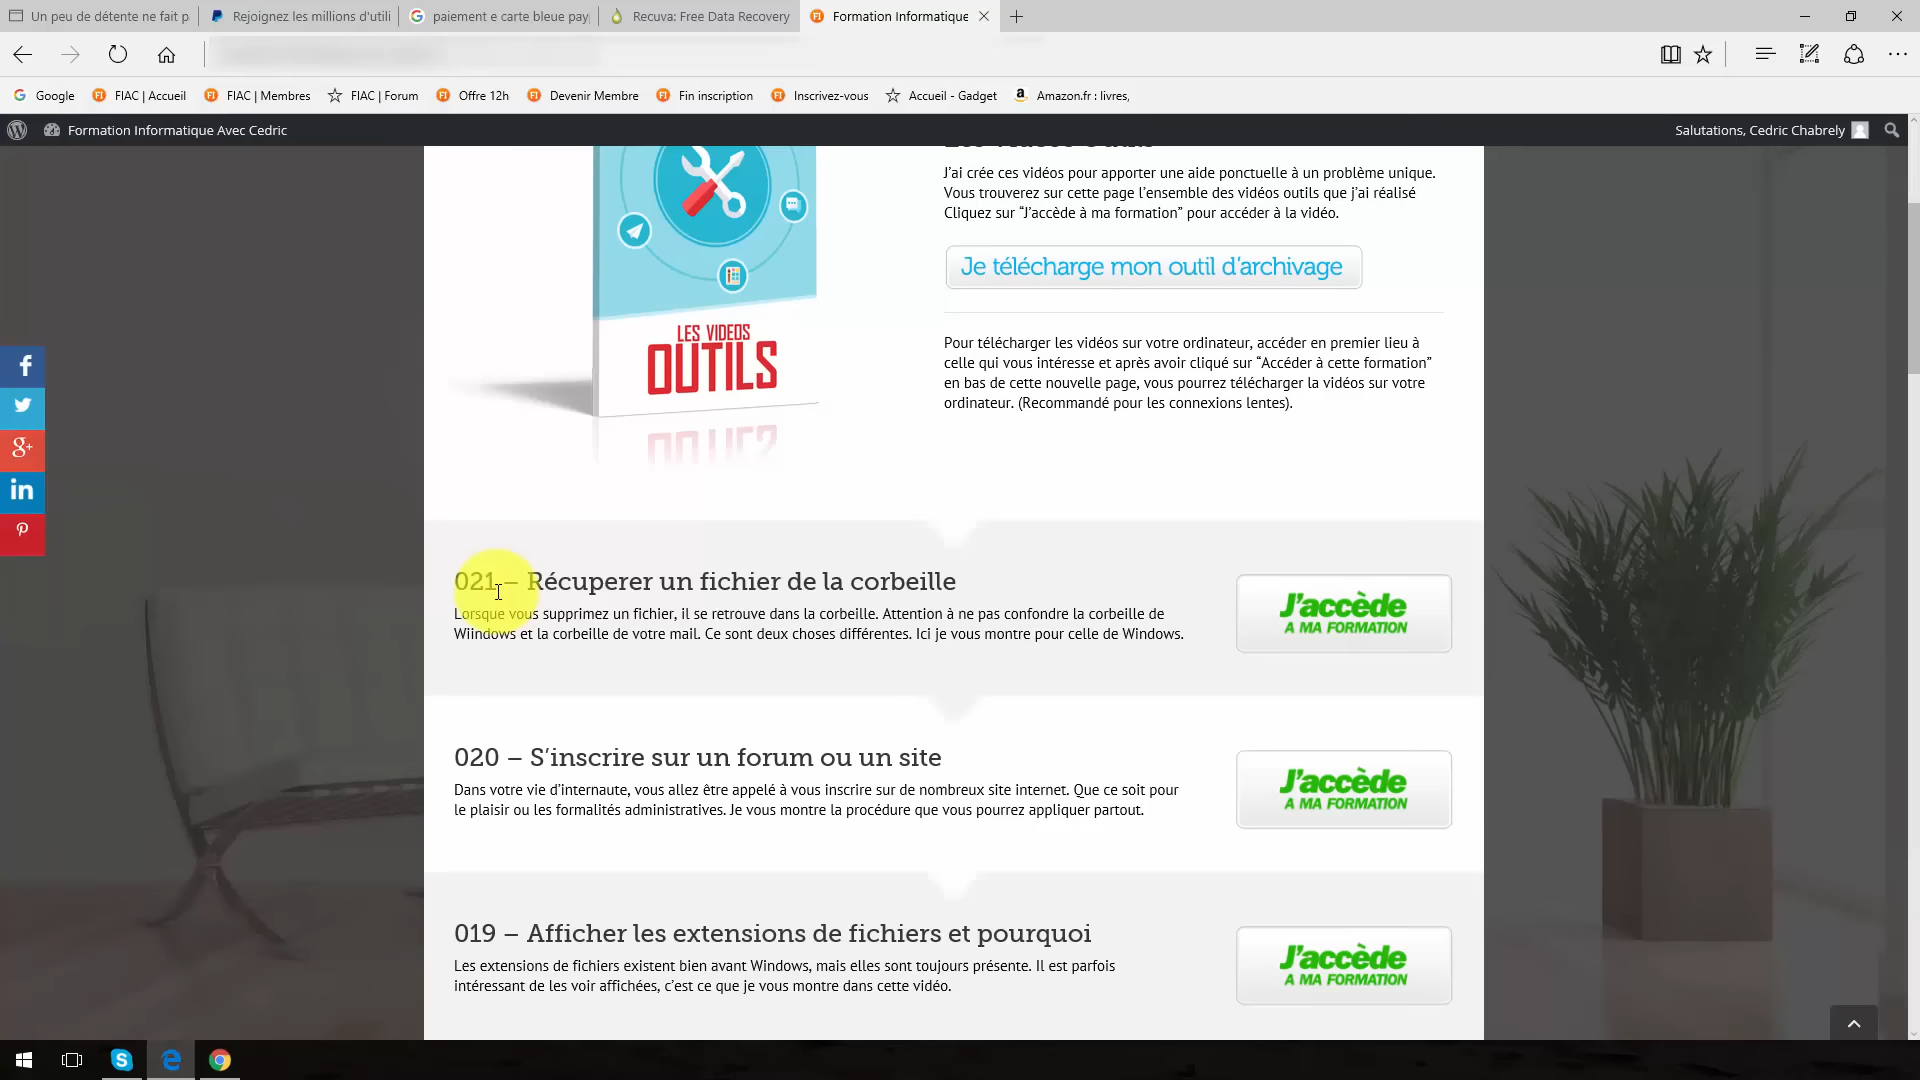 Un peu de détente ne fait p
Rejoignez les millions d'utili
paiement e carte bleue pay
Recuva: Free Data Recovery
Formation Informatique
Google
FIAC | Accueil
FIAC | Membres
FIAC | Forum
Offre 12h
Devenir Membre
Fin inscription
Inscrivez-vous
Accueil - Gadget
Amazon.fr : livres,
Formation Informatique Avec Cedric
Salutations, Cedric Chabrely
J'ai crée ces vidéos pour apporter une aide ponctuelle à un problème unique.
Vous trouverez sur cette page l'ensemble des vidéos outils que j'ai réalisé
Cliquez sur “J'accède à ma formation” pour accéder à la vidéo.
Je télécharge mon outil d'archivage
LES VIDEOS
OUTILS
Pour télécharger les vidéos sur votre ordinateur, accéder en premier lieu à
celle qui vous intéresse et après avoir cliqué sur “Accéder à cette formation”
en bas de cette nouvelle page, vous pourrez télécharger la vidéos sur votre
ordinateur. (Recommandé pour les connexions lentes).
021 – Récuperer un fichier de la corbeille
Lorsque vous supprimez un fichier, il se retrouve dans la corbeille. Attention à ne pas confondre la corbeille de
Wiindows et la corbeille de votre mail. Ce sont deux choses différentes. Ici je vous montre pour celle de Windows.
J'accède
A MA FORMATION
020 – S'inscrire sur un forum ou un site
Dans votre vie d'internaute, vous allez être appelé à vous inscrire sur de nombreux site internet. Que ce soit pour
le plaisir ou les formalités administratives. Je vous montre la procédure que vous pourrez appliquer partout.
J'accède
A MA FORMATION
019 – Afficher les extensions de fichiers et pourquoi
Les extensions de fichiers existent bien avant Windows, mais elles sont toujours présente. Il est parfois
intéressant de les voir affichées, c'est ce que je vous montre dans cette vidéo.
J'accède
A MA FORMATION